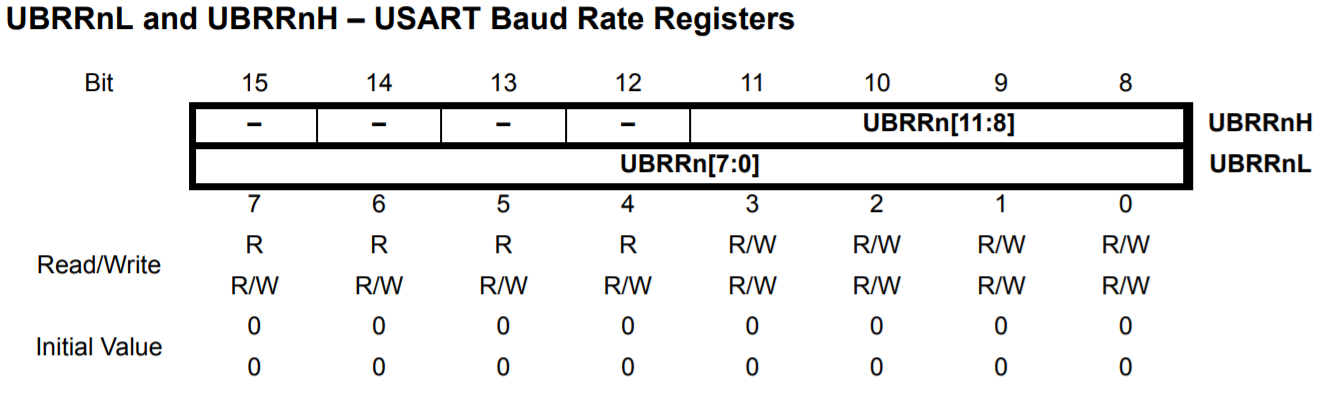 UBRRnL and UBRRnH – USART Baud Rate Registers
Bit 15 14 13 12 11 10 9 8
– – – – UBRRn[11:8] UBRRnH
UBRRn[7:0] UBRRnL
7 6 5 4 3 2 1 0
Read/Write
R R R R R/W R/W R/W R/W
R/W R/W R/W R/W R/W R/W R/W R/W
Initial Value
0 0 0 0 0 0 0 0
0 0 0 0 0 0 0 0